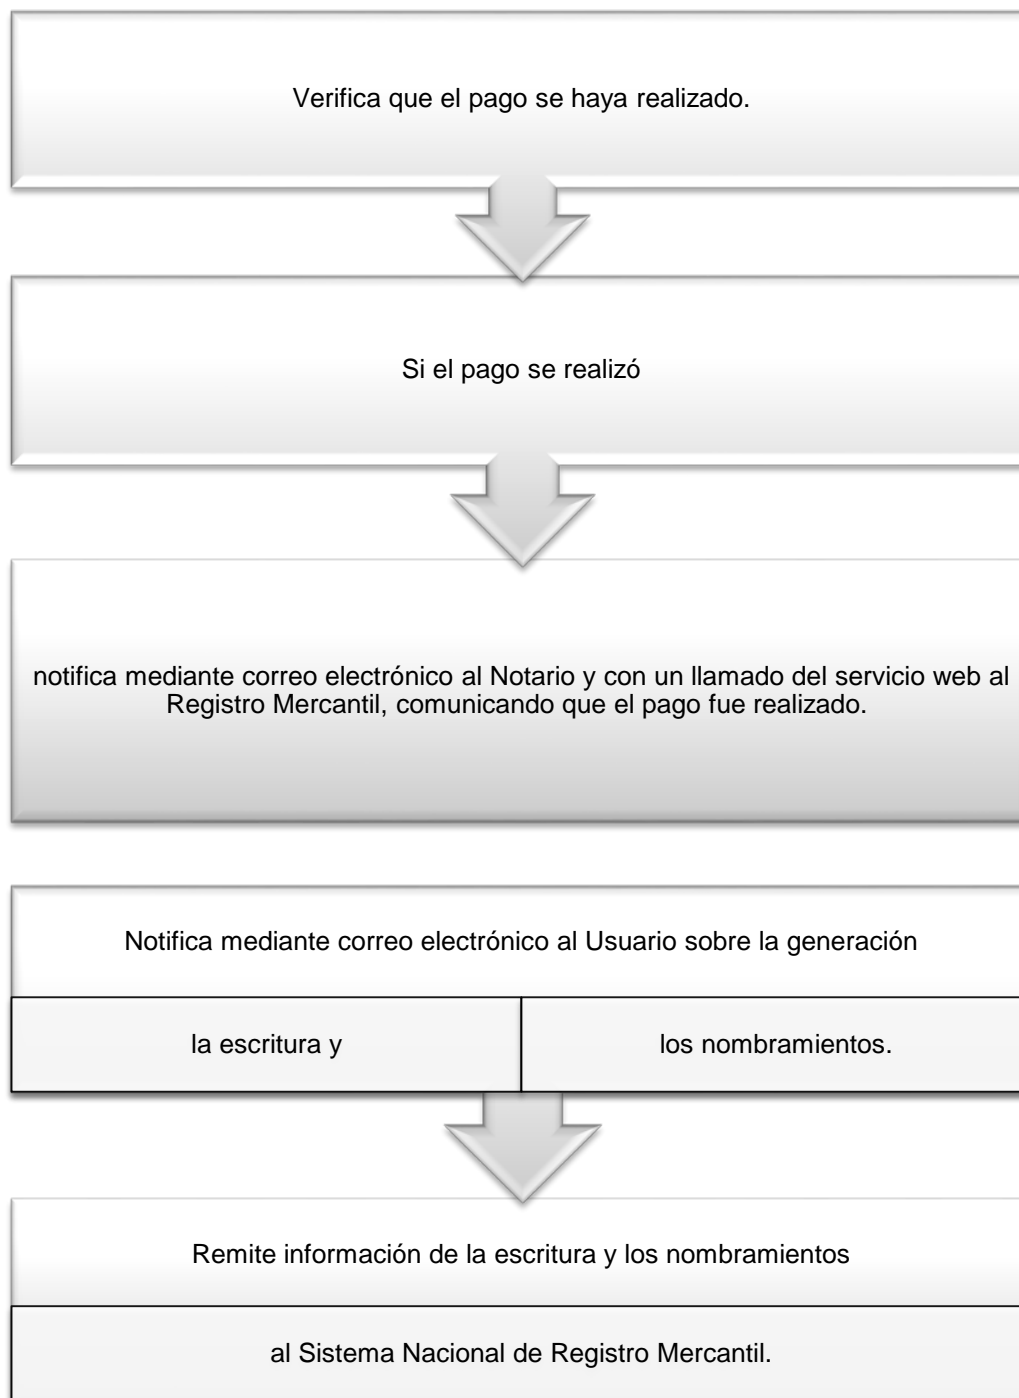 Verifica que el pago se haya realizado.
Si el pago se realizó
notifica mediante correo electrónico al Notario y con un llamado del servicio web al
Registro Mercantil, comunicando que el pago fue realizado.
Notifica mediante correo electrónico al Usuario sobre la generación
la escritura y
los nombramientos.
Remite información de la escritura y los nombramientos
al Sistema Nacional de Registro Mercantil.